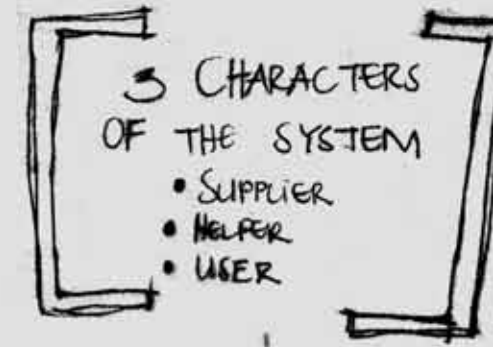 3 CHARACTERS
OF THE SYSTEM
• SUPPLIER
• HELPER
• USER